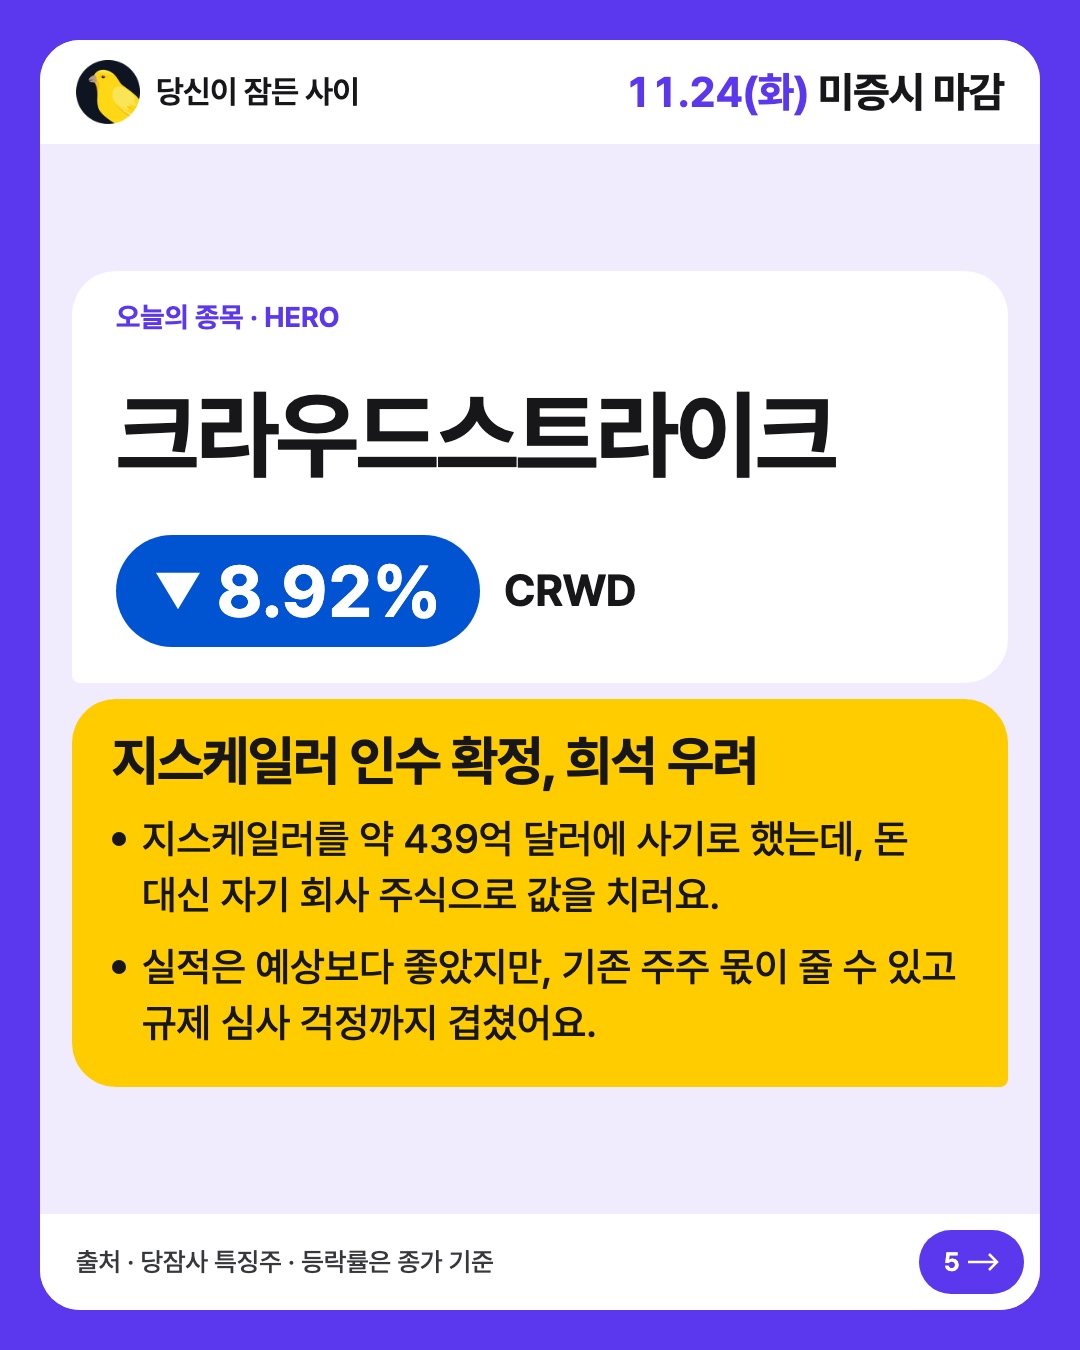 당신이 잠든 사이
11.24(화) 미증시 마감
오늘의 종목 · HERO
크라우드스트라이크
▼ 8.92% CRWD
지스케일러 인수 확정, 희석 우려
• 지스케일러를 약 439억 달러에 사기로 했는데, 돈
대신 자기 회사 주식으로 값을 치러요.
• 실적은 예상보다 좋았지만, 기존 주주 몫이 줄 수 있고
규제 심사 걱정까지 겹쳤어요.
출처 · 당잠사 특징주 · 등락률은 종가 기준
5 →